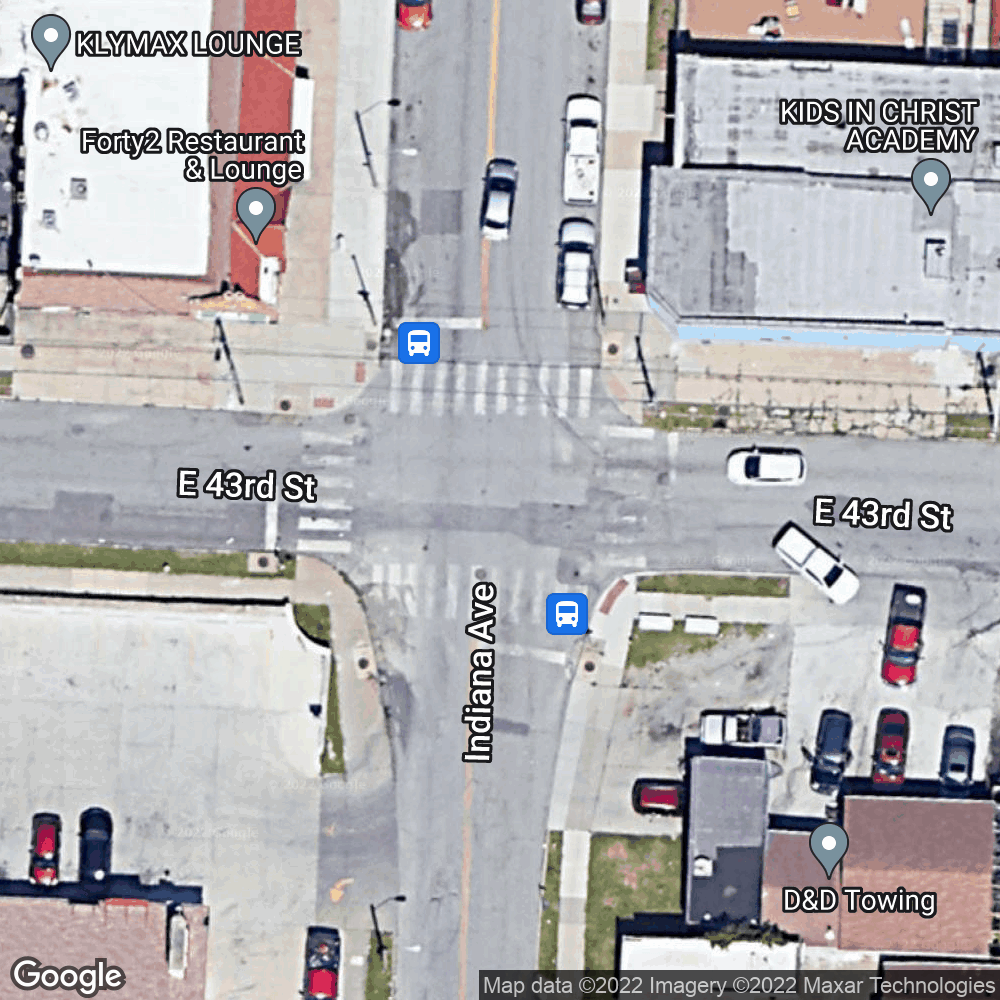 KLYMAX LOUNGE
Forty2 Restaurant
& Lounge
KIDS IN CHRIST
ACADEMY
E 43rd St
E 43rd St
Indiana Ave
D&D Towing
Google
Map data ©2022 Imagery ©2022 Maxar Technologies